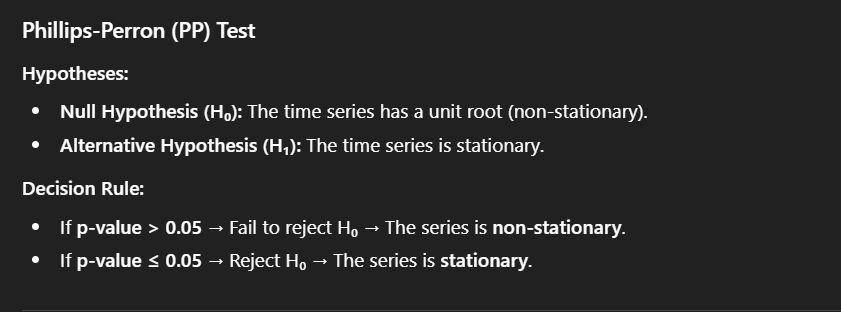 Phillips-Perron (PP) Test
Hypotheses:
• Null Hypothesis (H₀): The time series has a unit root (non-stationary).
• Alternative Hypothesis (H₁): The time series is stationary.
Decision Rule:
• If p-value > 0.05 → Fail to reject H₀ → The series is non-stationary.
• If p-value ≤ 0.05 → Reject H₀ → The series is stationary.